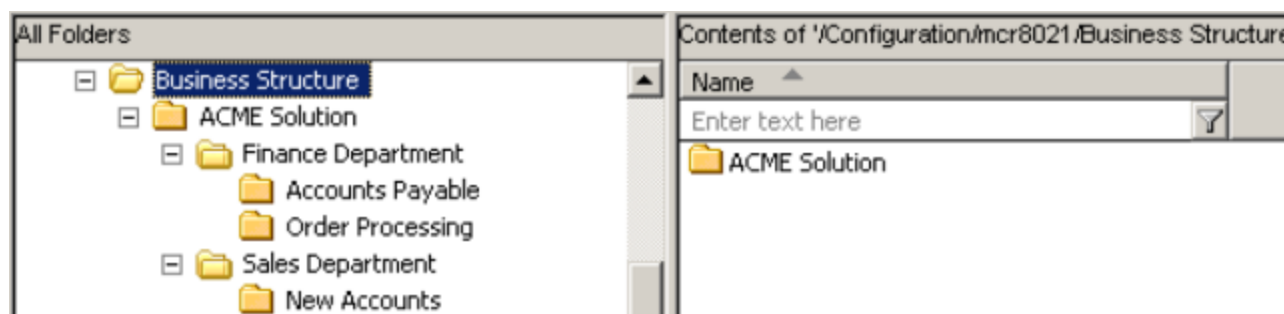 All Folders
Business Structure
ACME Solution
Finance Department
Accounts Payable
Order Processing
Sales Department
New Accounts
Contents of '/Configuration/mcr8021/Business Structure
Name
Enter text here
ACME Solution